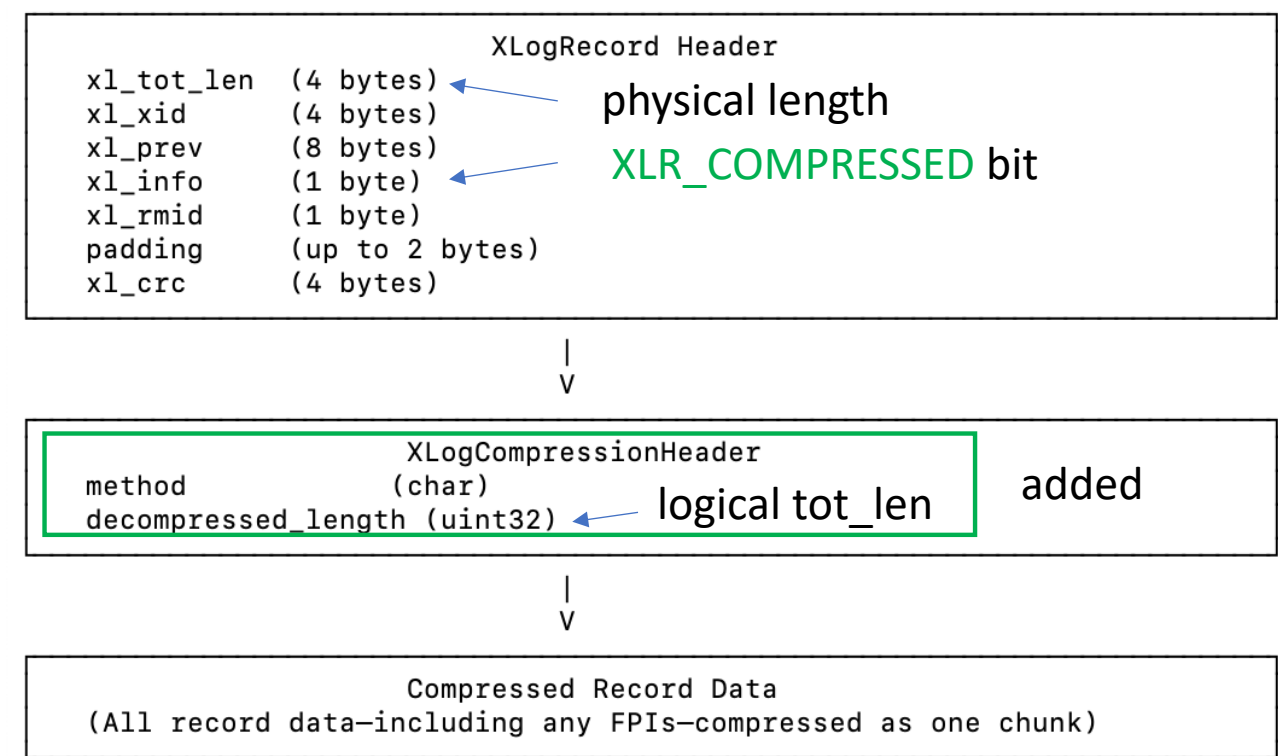 XLogRecord Header
xl_tot_len (4 bytes) physical length
xl_xid (4 bytes)
xl_prev (8 bytes) XLR_COMPRESSED bit
xl_info (1 byte)
xl_rmid (1 byte)
padding (up to 2 bytes)
xl_crc (4 bytes)
|
V
XLogCompressionHeader
method (char) added
decompressed_length (uint32) logical tot_len
|
V
Compressed Record Data
(All record data—including any FPIs—compressed as one chunk)